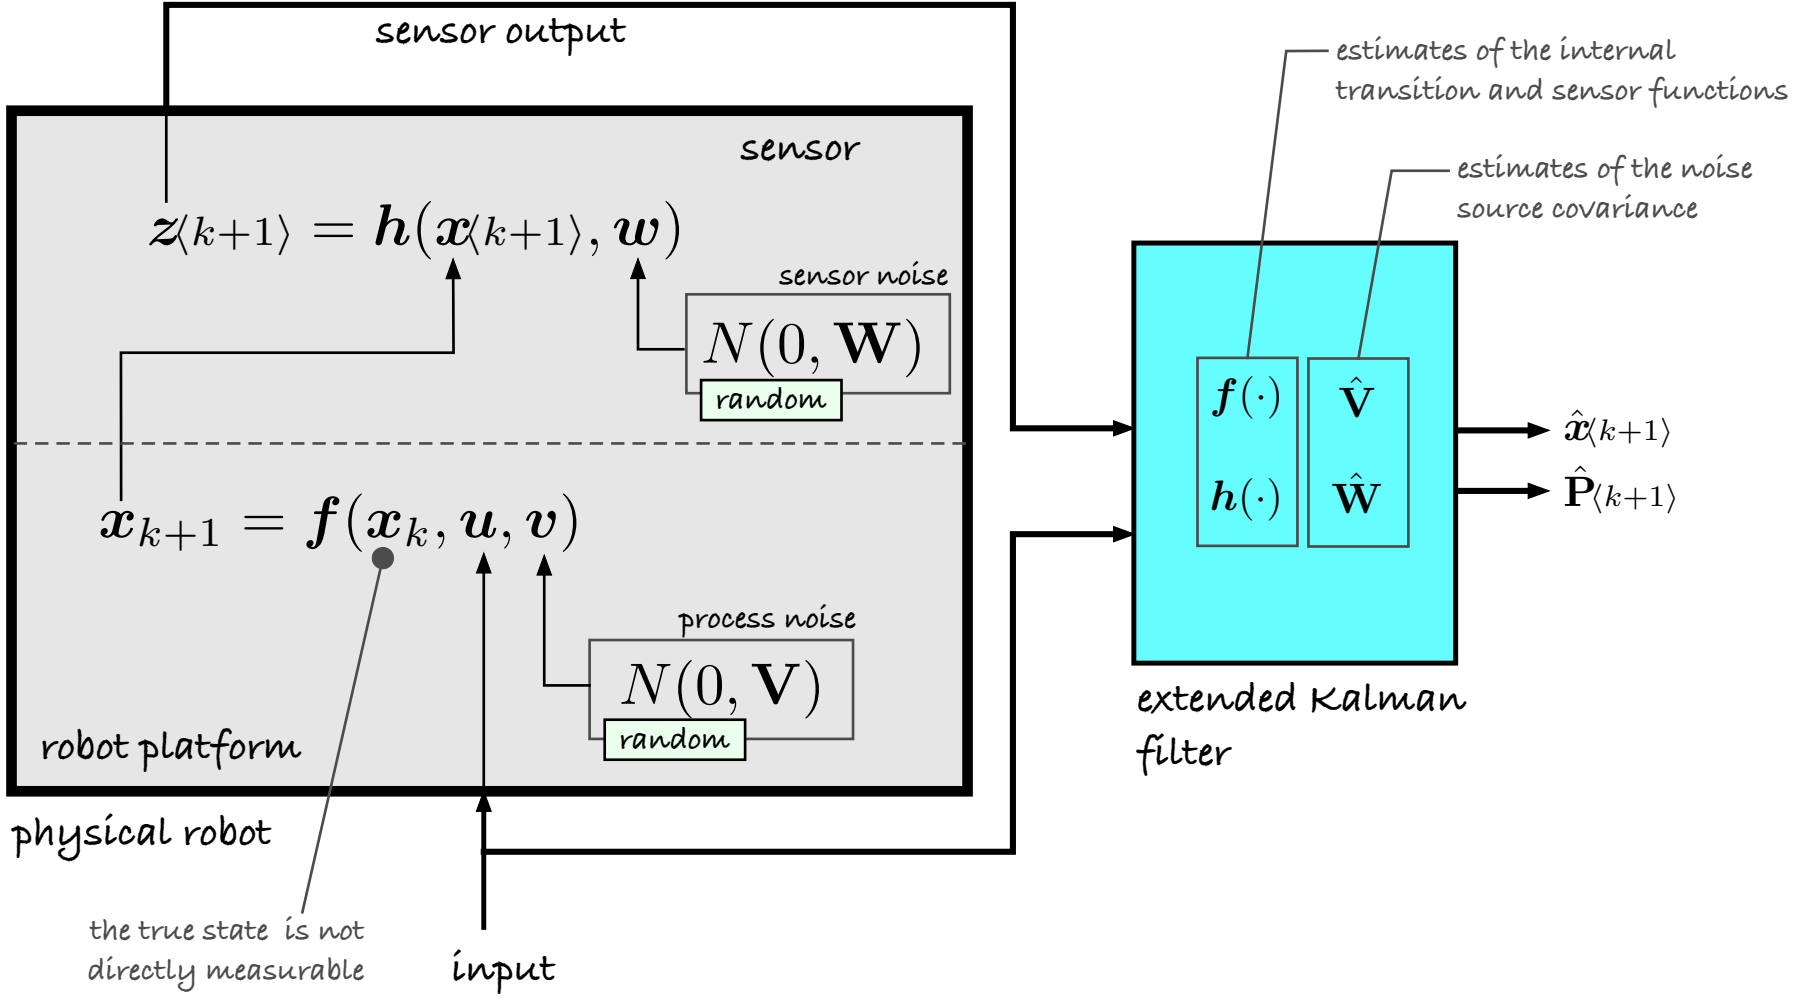 sensor output
estimates of the internal
transition and sensor functions
estimates of the noise
source covariance
sensor
z⟨k+1⟩ = h(x⟨k+1⟩, w)
sensor noise
N(0, W)
random
f(·)
V̂
h(·)
Ŵ
x̂⟨k+1⟩
P̂⟨k+1⟩
xₖ₊₁ = f(xₖ, u, v)
process noise
N(0, V)
random
robot platform
physical robot
extended Kalman
filter
the true state is not
directly measurable
input